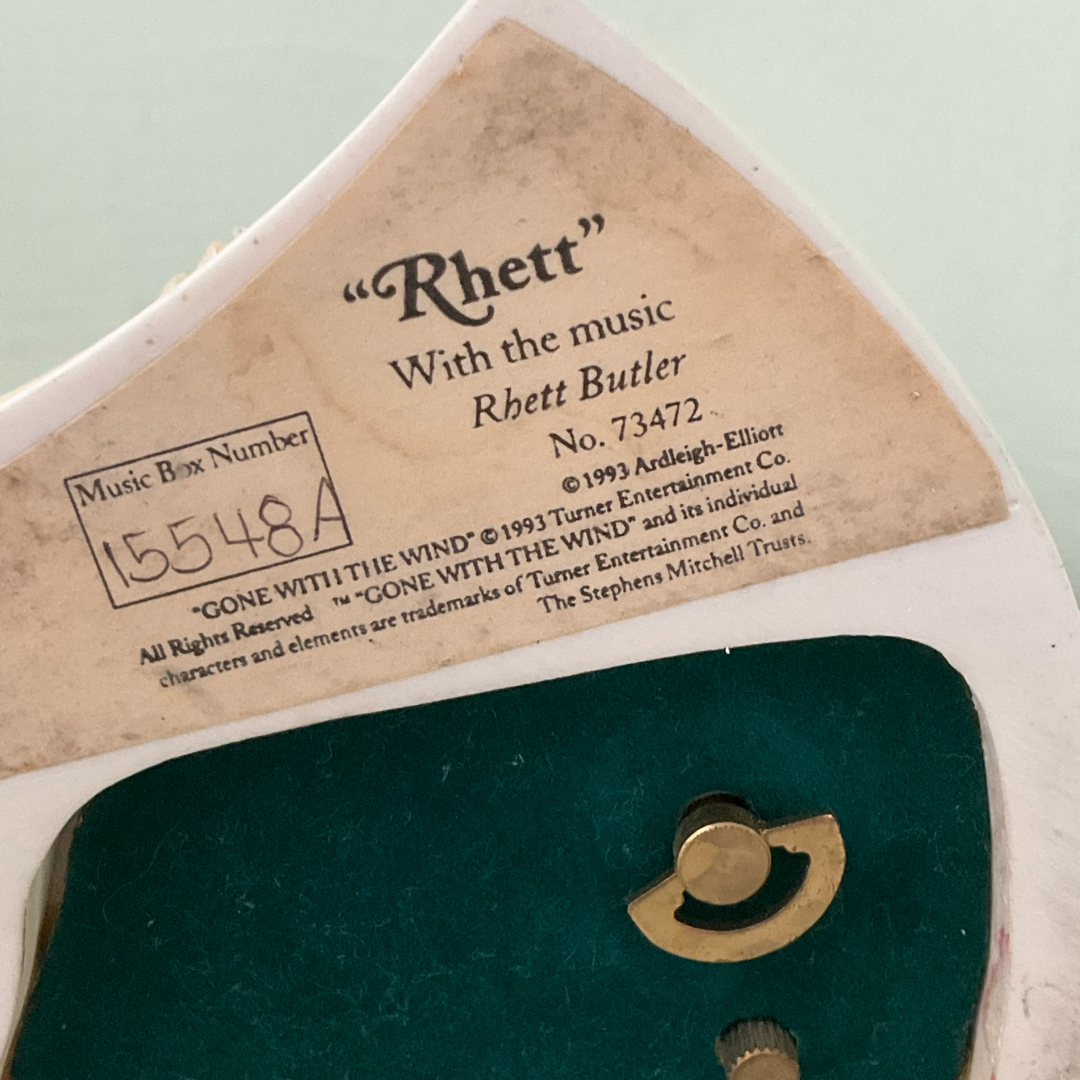 “Rhett”
With the music
Rhett Butler
No. 73472
©1993 Ardleigh-Elliott
"GONE WITH THE WIND" ©1993 Turner Entertainment Co.
All Rights Reserved ™ "GONE WITH THE WIND" and its individual
characters and elements are trademarks of Turner Entertainment Co. and
The Stephens Mitchell Trusts.
Music Box Number
15548A